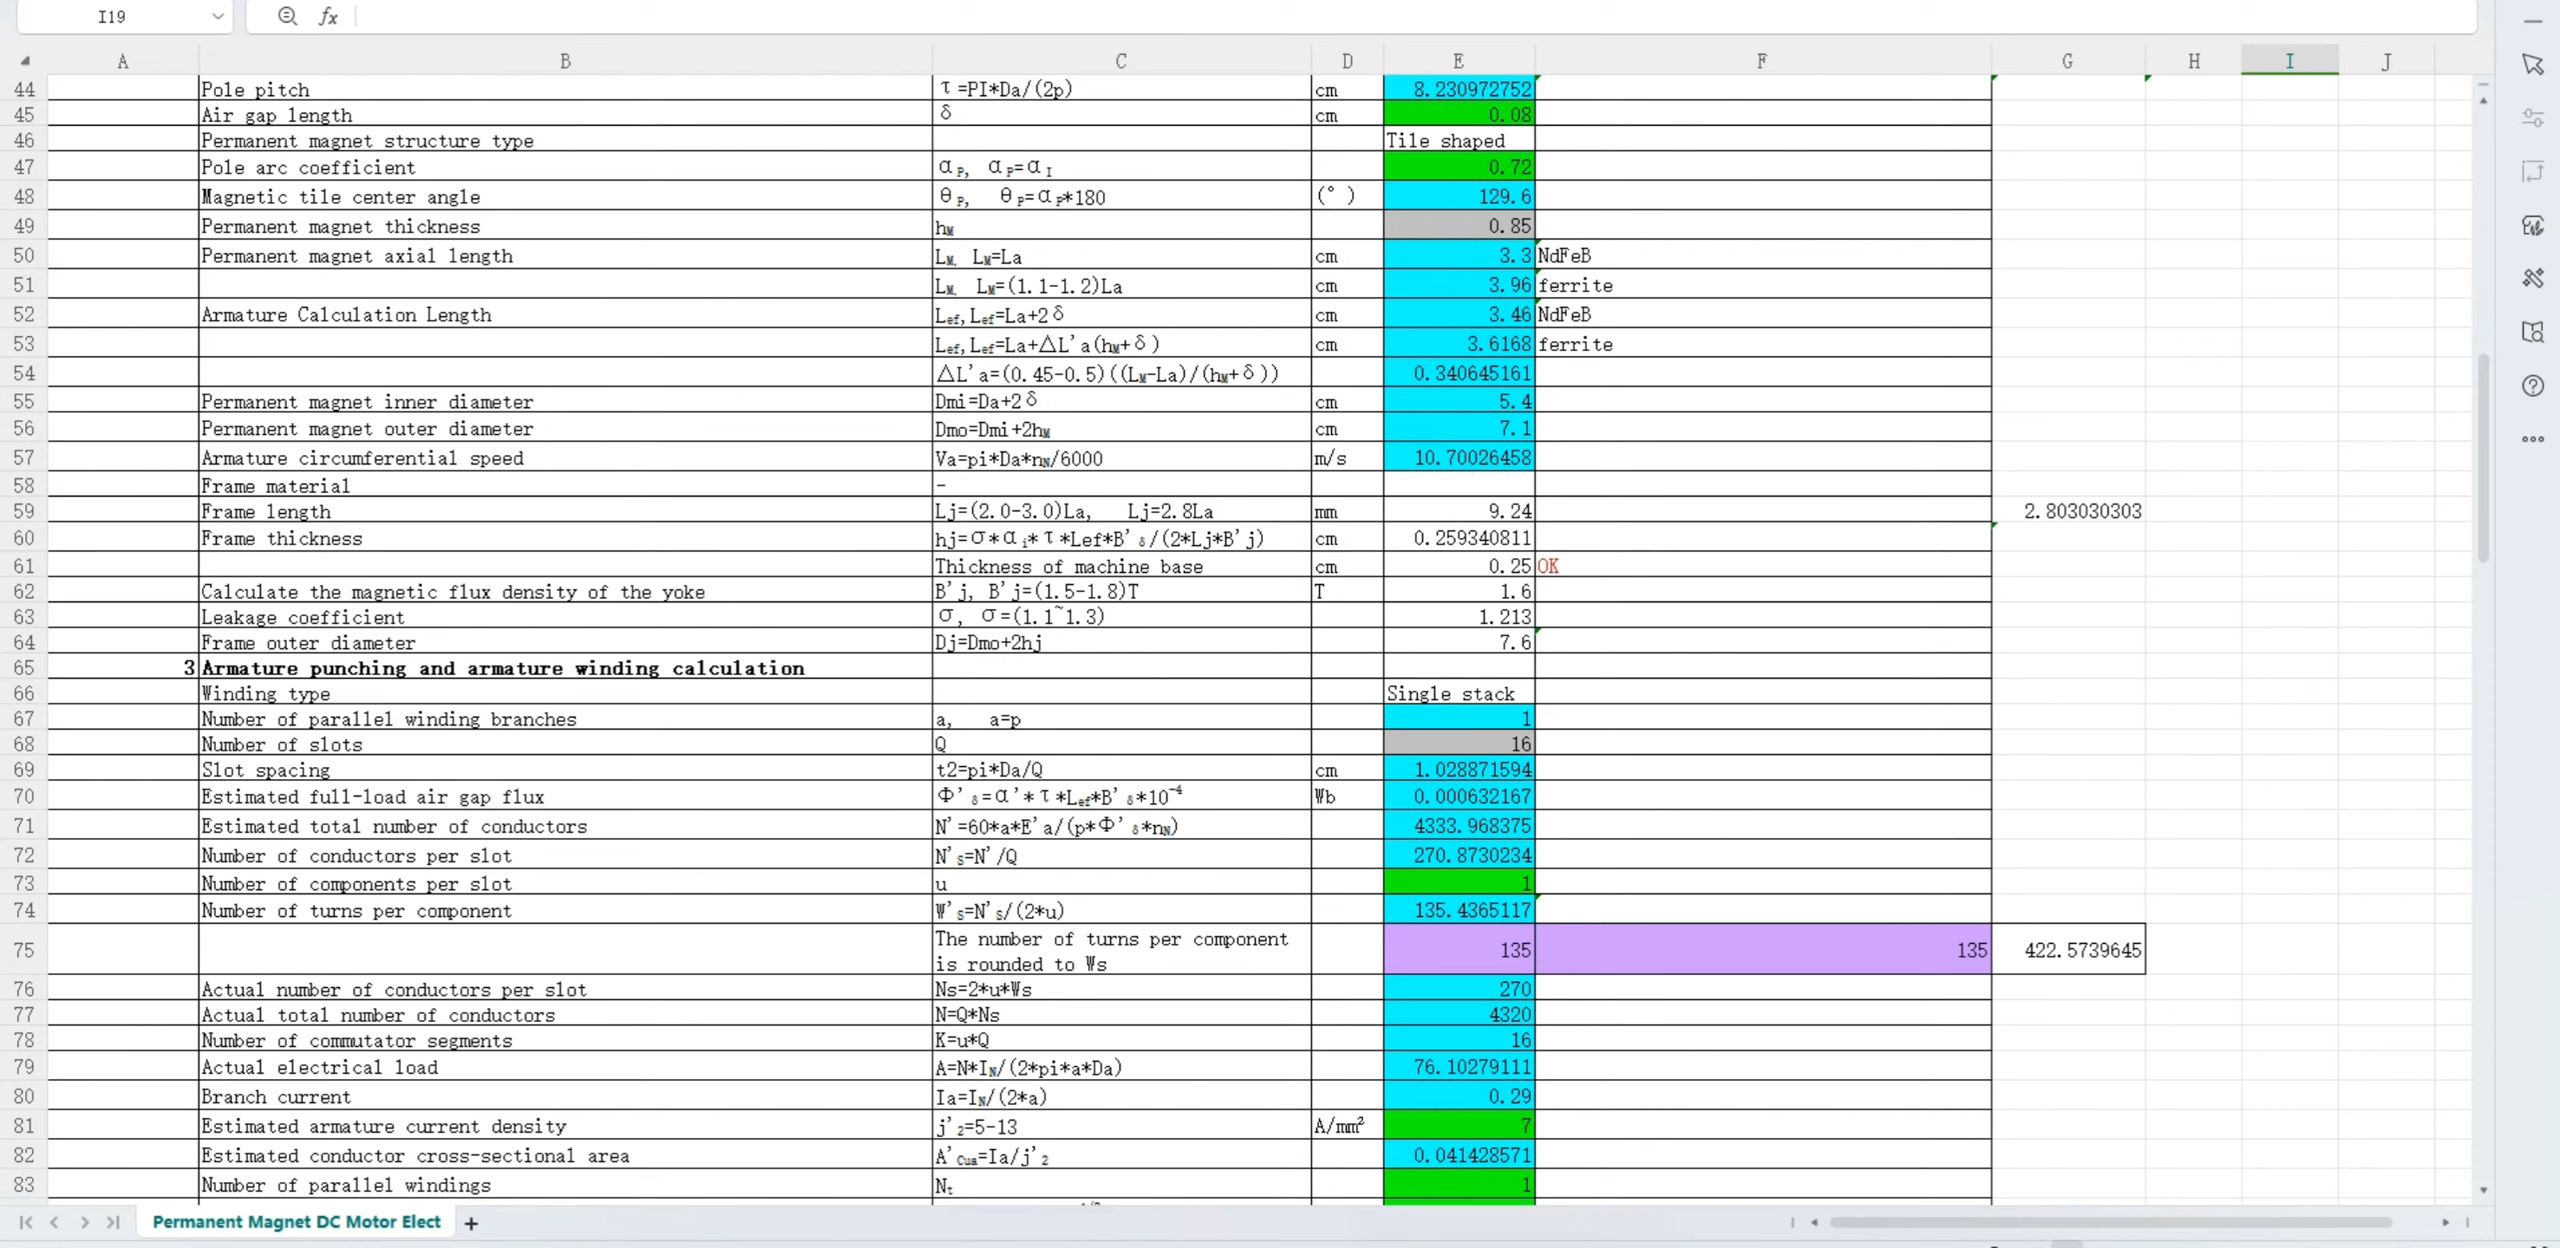 I19
fx
A B C D E F G H I J
44 Pole pitch τ=PI*Da/(2p) cm 8.230972752
45 Air gap length δ cm 0.08
46 Permanent magnet structure type Tile shaped
47 Pole arc coefficient αP, αP=αI 0.72
48 Magnetic tile center angle θP, θP=αP*180 (° ) 129.6
49 Permanent magnet thickness hM 0.85
50 Permanent magnet axial length LM、 LM=La cm 3.3 NdFeB
51 LM、 LM=(1.1-1.2)La cm 3.96 ferrite
52 Armature Calculation Length Lef,Lef=La+2δ cm 3.46 NdFeB
53 Lef,Lef=La+△L'a(hM+δ) cm 3.6168 ferrite
54 △L'a=(0.45-0.5)((LM-La)/(hM+δ)) 0.340645161
55 Permanent magnet inner diameter Dmi=Da+2δ cm 5.4
56 Permanent magnet outer diameter Dmo=Dmi+2hM cm 7.1
57 Armature circumferential speed Va=pi*Da*nN/6000 m/s 10.70026458
58 Frame material -
59 Frame length Lj=(2.0-3.0)La, Lj=2.8La mm 9.24 2.803030303
60 Frame thickness hj=σ*αi*τ*Lef*B'δ/(2*Lj*B'j) cm 0.259340811
61 Thickness of machine base cm 0.25 OK
62 Calculate the magnetic flux density of the yoke B'j, B'j=(1.5-1.8)T T 1.6
63 Leakage coefficient σ, σ=(1.1~1.3) 1.213
64 Frame outer diameter Dj=Dmo+2hj 7.6
65 3 Armature punching and armature winding calculation
66 Winding type Single stack
67 Number of parallel winding branches a, a=p 1
68 Number of slots Q 16
69 Slot spacing t2=pi*Da/Q cm 1.028871594
70 Estimated full-load air gap flux Φ'δ=α'*τ*Lef*B'δ*10⁻⁴ Wb 0.000632167
71 Estimated total number of conductors N'=60*a*E'a/(p*Φ'δ*nN) 4333.968375
72 Number of conductors per slot N's=N'/Q 270.8730234
73 Number of components per slot u 1
74 Number of turns per component W's=N's/(2*u) 135.4365117
75 The number of turns per component is rounded to Ws 135 135 422.5739645
76 Actual number of conductors per slot Ns=2*u*Ws 270
77 Actual total number of conductors N=Q*Ns 4320
78 Number of commutator segments K=u*Q 16
79 Actual electrical load A=N*IN/(2*pi*a*Da) 76.10279111
80 Branch current Ia=IN/(2*a) 0.29
81 Estimated armature current density j'2=5-13 A/mm² 7
82 Estimated conductor cross-sectional area A'Cua=Ia/j'2 0.041428571
83 Number of parallel windings Nt 1
Permanent Magnet DC Motor Elect +